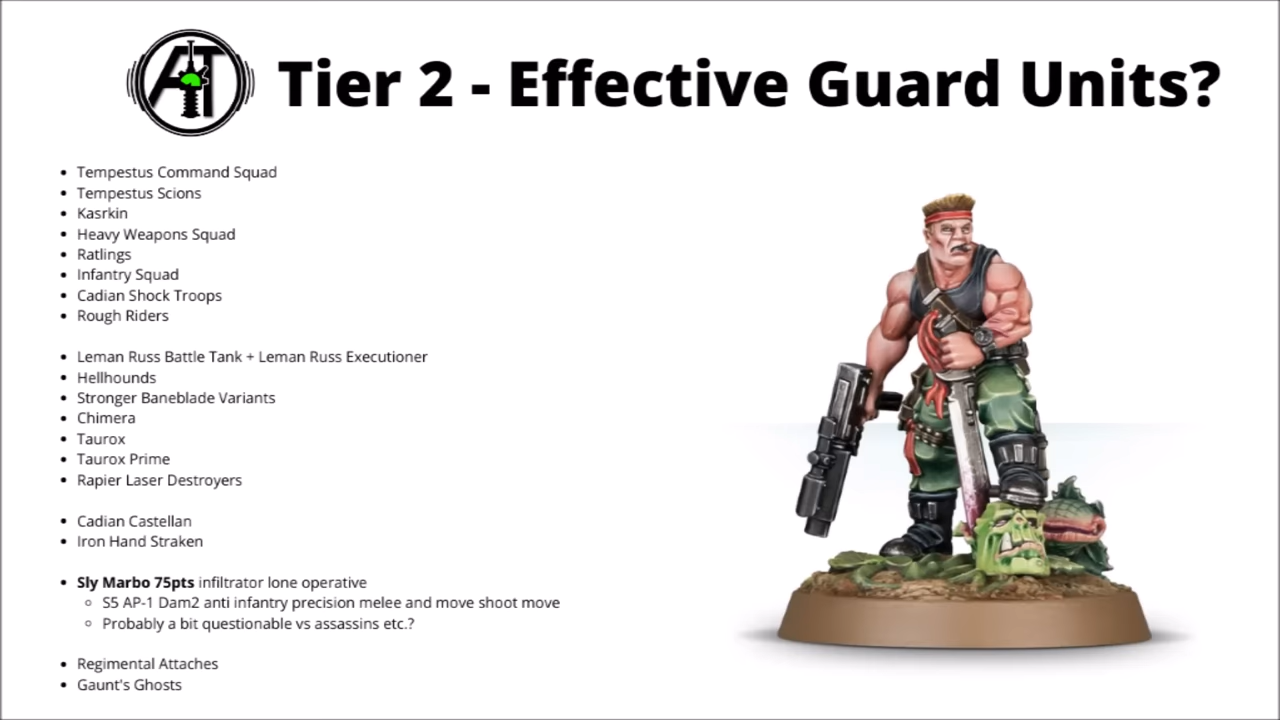 AT
Tier 2 - Effective Guard Units?
• Tempestus Command Squad
• Tempestus Scions
• Kasrkin
• Heavy Weapons Squad
• Ratlings
• Infantry Squad
• Cadian Shock Troops
• Rough Riders
• Leman Russ Battle Tank + Leman Russ Executioner
• Hellhounds
• Stronger Baneblade Variants
• Chimera
• Taurox
• Taurox Prime
• Rapier Laser Destroyers
• Cadian Castellan
• Iron Hand Straken
• Sly Marbo 75pts infiltrator lone operative
◦ S5 AP-1 Dam2 anti infantry precision melee and move shoot move
◦ Probably a bit questionable vs assassins etc.?
• Regimental Attaches
• Gaunt's Ghosts